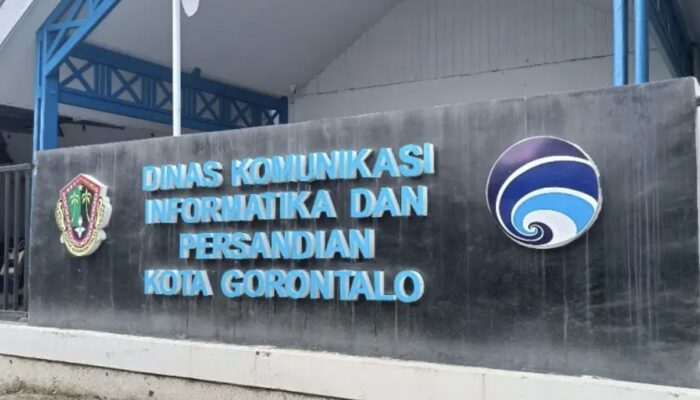 DINAS KOMUNIKASI
INFORMATIKA DAN
PERSANDIAN
KOTA GORONTALO